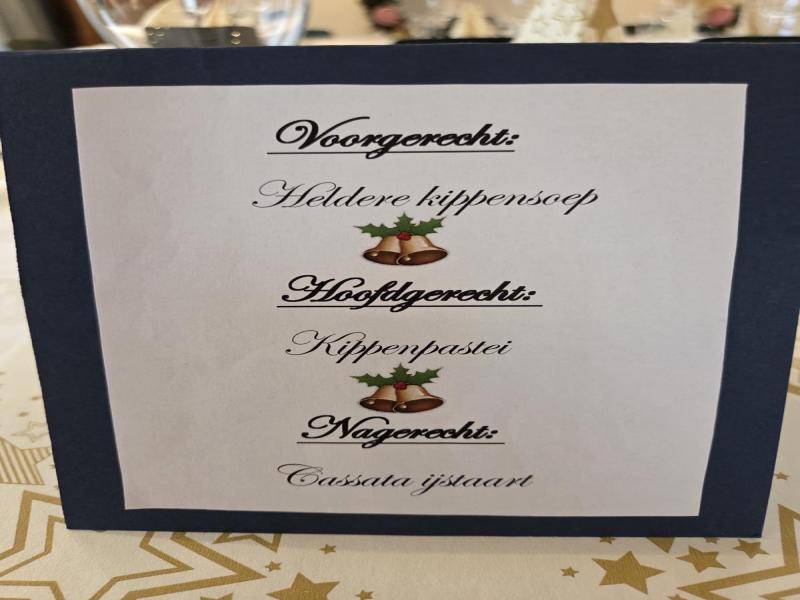 Voorgerecht:
Heldere kippensoep
Hoofdgerecht:
Kippenpastei
Nagerecht:
Cassata ijstaart